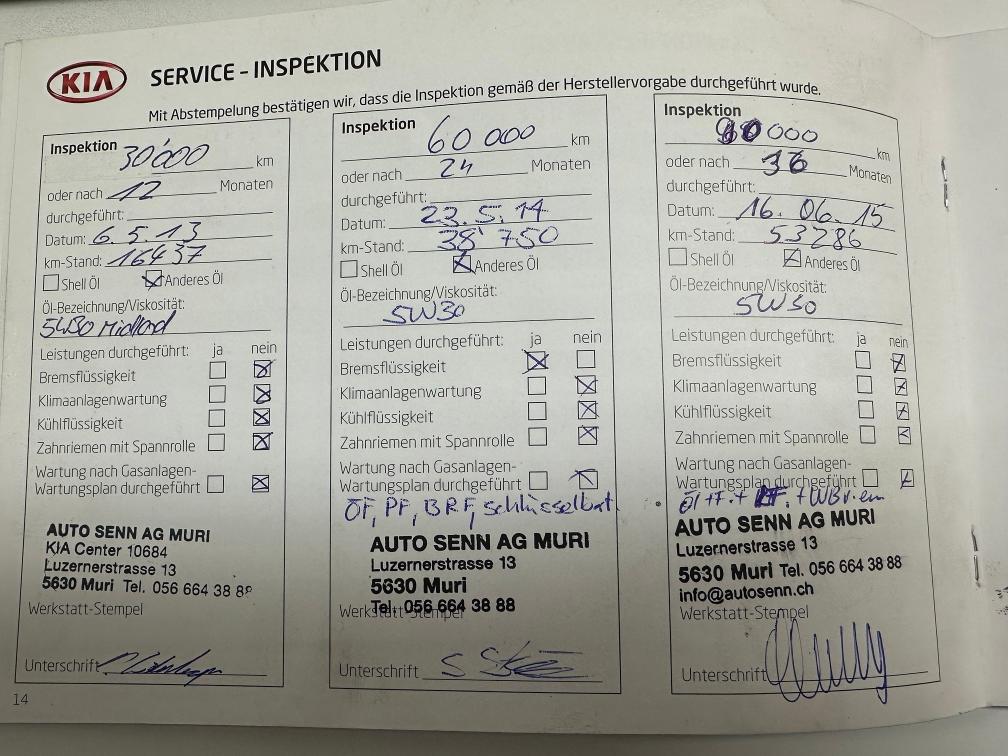 KIA SERVICE - INSPEKTION
Mit Abstempelung bestätigen wir, dass die Inspektion gemäß der Herstellervorgabe durchgeführt wurde.
Inspektion 30'000 km
oder nach 12 Monaten
durchgeführt:
Datum: 6.5.13
km-Stand: 16437
Shell Öl Anderes Öl
Öl-Bezeichnung/Viskosität:
5W30 Midland
Leistungen durchgeführt: ja nein
Bremsflüssigkeit
Klimaanlagenwartung
Kühlflüssigkeit
Zahnriemen mit Spannrolle
Wartung nach Gasanlagen-
Wartungsplan durchgeführt
AUTO SENN AG MURI
KIA Center 10684
Luzernerstrasse 13
5630 Muri Tel. 056 664 38 88
Werkstatt-Stempel
Unterschrift
14
Inspektion 60 000 km
oder nach 24 Monaten
durchgeführt:
Datum: 23.5.14
km-Stand: 38'750
Shell Öl Anderes Öl
Öl-Bezeichnung/Viskosität:
5W30
Leistungen durchgeführt: ja nein
Bremsflüssigkeit
Klimaanlagenwartung
Kühlflüssigkeit
Zahnriemen mit Spannrolle
Wartung nach Gasanlagen-
Wartungsplan durchgeführt
ÖF, PF, BRF, schlüsselbat.
AUTO SENN AG MURI
Luzernerstrasse 13
5630 Muri
Tel. 056 664 38 88
Werkstatt-Stempel
Unterschrift
Inspektion 90 000 km
oder nach 36 Monaten
durchgeführt:
Datum: 16. 06. 15
km-Stand: 53286
Shell Öl Anderes Öl
Öl-Bezeichnung/Viskosität:
5W30
Leistungen durchgeführt: ja nein
Bremsflüssigkeit
Klimaanlagenwartung
Kühlflüssigkeit
Zahnriemen mit Spannrolle
Wartung nach Gasanlagen-
Wartungsplan durchgeführt
Öl + F. +
AUTO SENN AG MURI
Luzernerstrasse 13
5630 Muri Tel. 056 664 38 88
info@autosenn.ch
Werkstatt-Stempel
Unterschrift